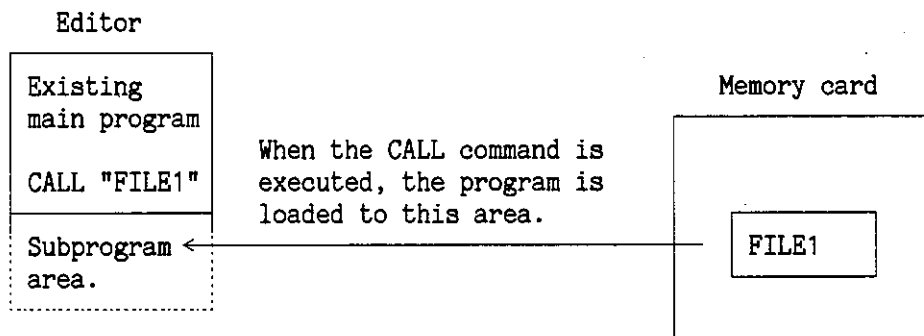 Editor
Existing
main program
CALL "FILE1"
Subprogram
area.
When the CALL command is
executed, the program is
loaded to this area.
Memory card
FILE1